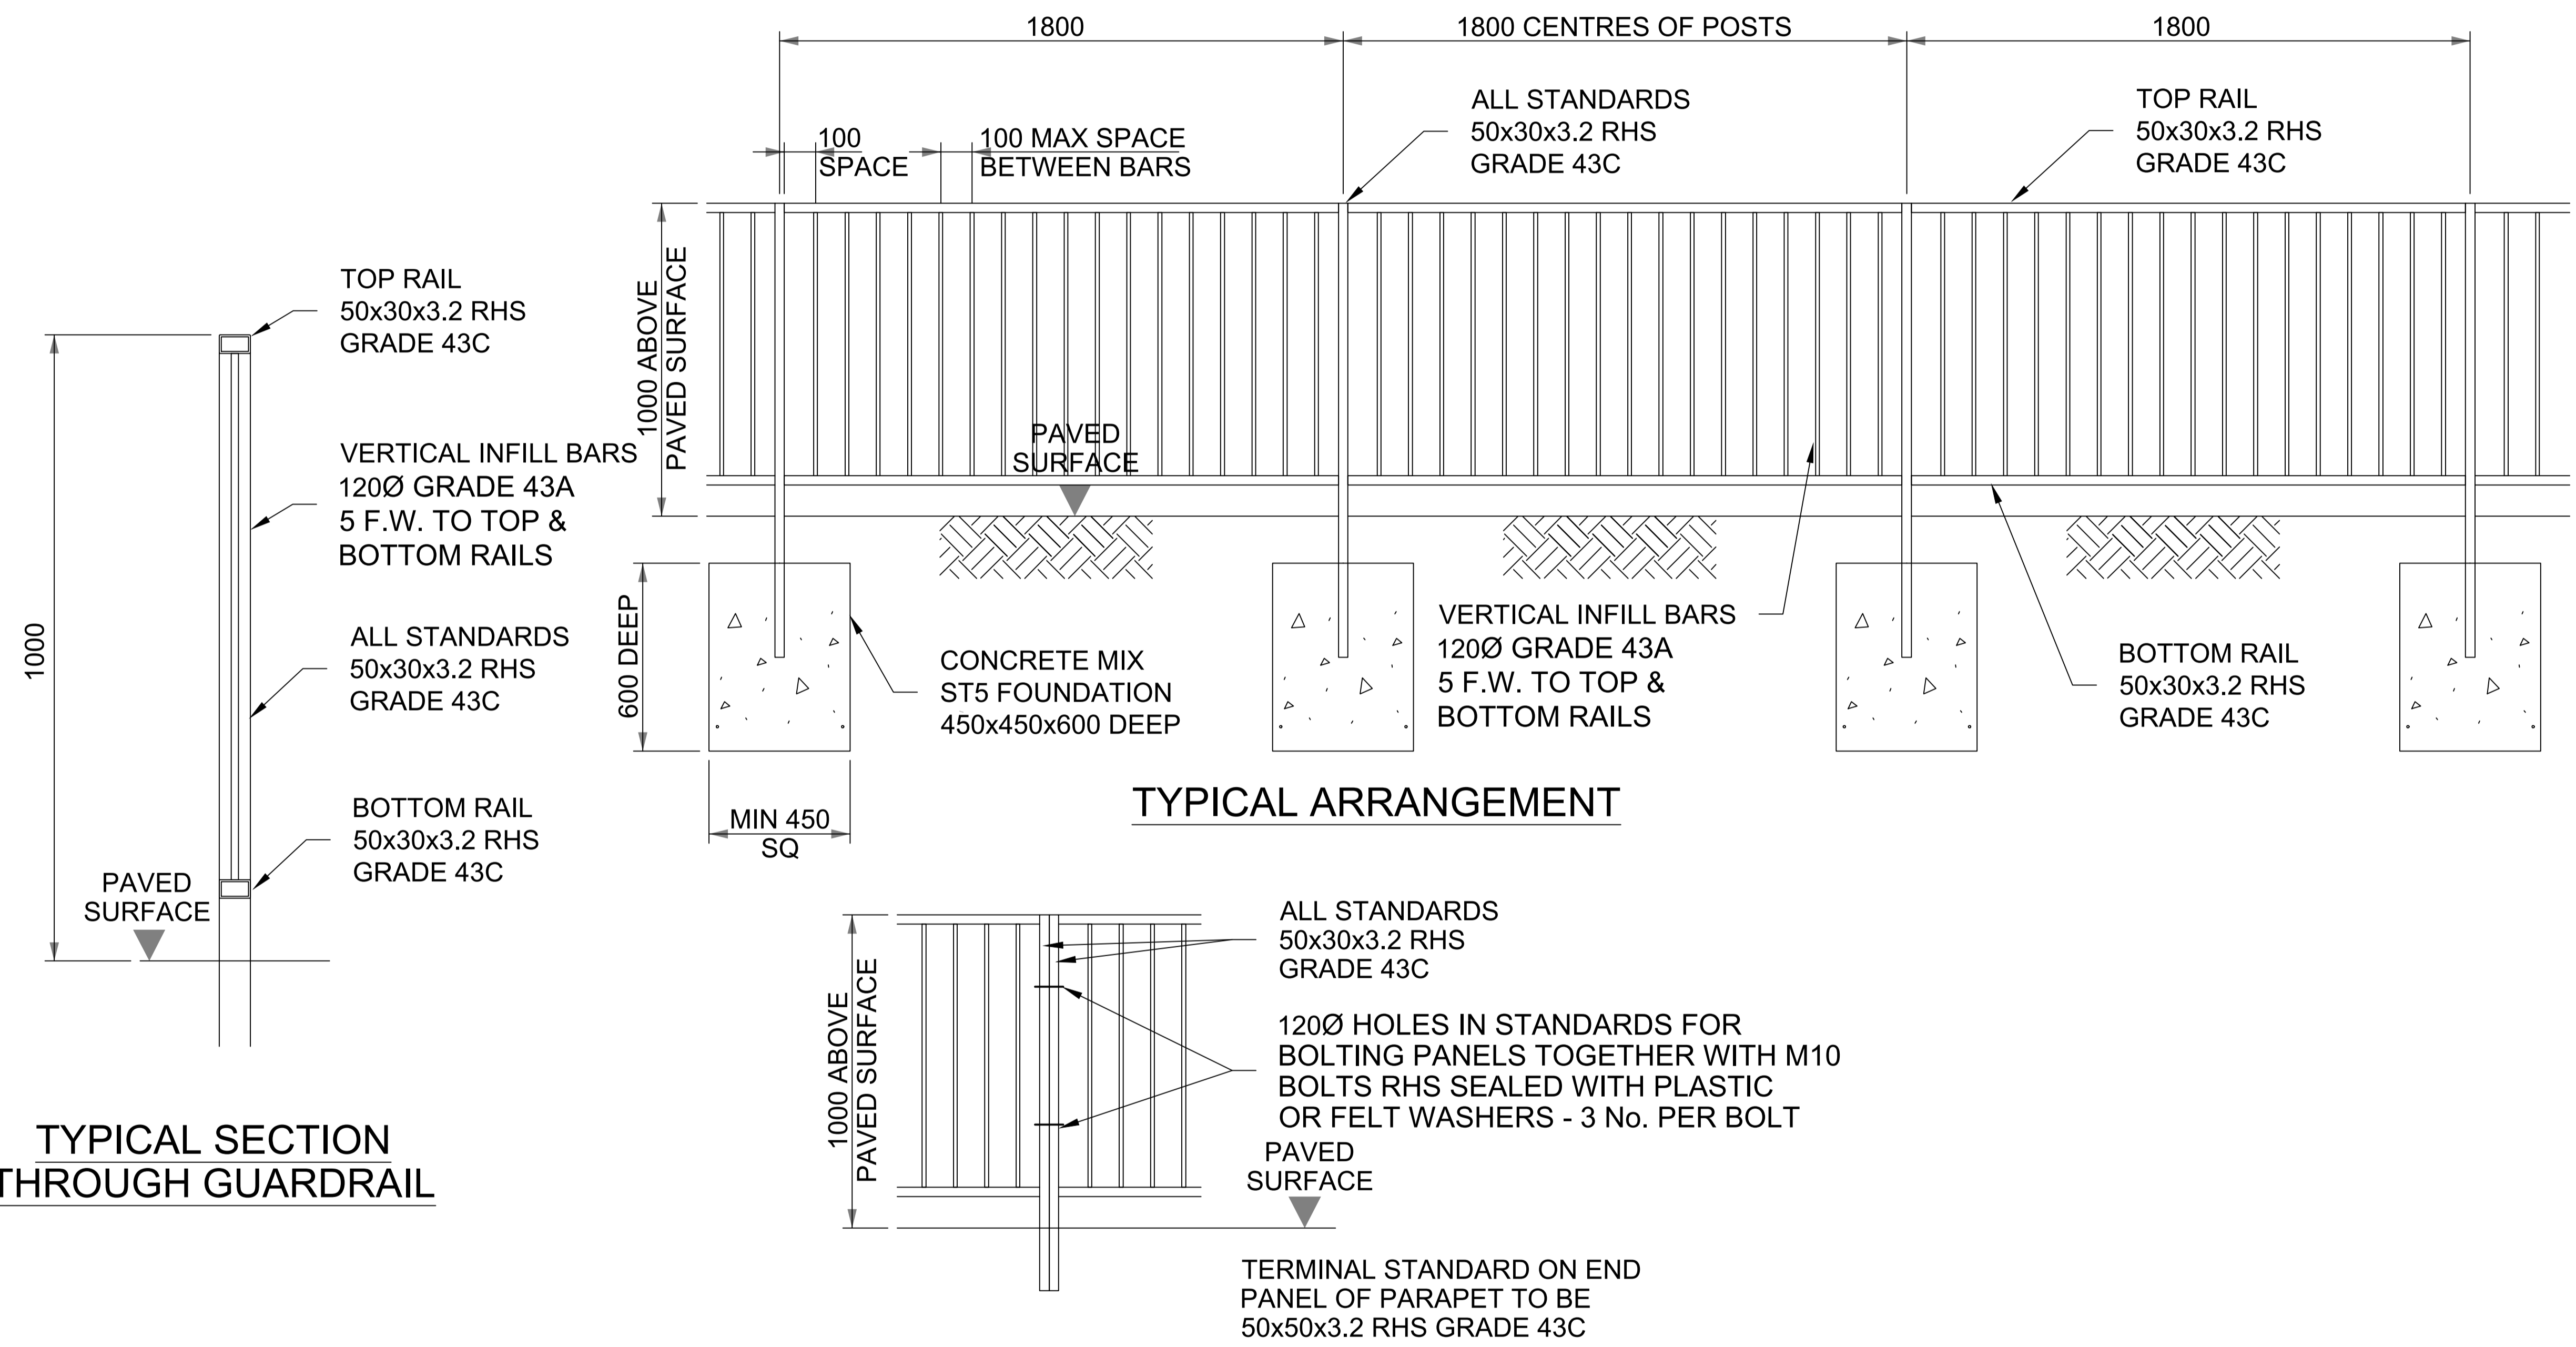 1800
1800 CENTRES OF POSTS
1800
100
SPACE
100 MAX SPACE
BETWEEN BARS
ALL STANDARDS
50x30x3.2 RHS
GRADE 43C
TOP RAIL
50x30x3.2 RHS
GRADE 43C
1000 ABOVE
PAVED SURFACE
PAVED
SURFACE
600 DEEP
CONCRETE MIX
ST5 FOUNDATION
450x450x600 DEEP
VERTICAL INFILL BARS
120Ø GRADE 43A
5 F.W. TO TOP &
BOTTOM RAILS
BOTTOM RAIL
50x30x3.2 RHS
GRADE 43C
MIN 450
SQ
TYPICAL ARRANGEMENT
TOP RAIL
50x30x3.2 RHS
GRADE 43C
VERTICAL INFILL BARS
120Ø GRADE 43A
5 F.W. TO TOP &
BOTTOM RAILS
1000
ALL STANDARDS
50x30x3.2 RHS
GRADE 43C
BOTTOM RAIL
50x30x3.2 RHS
GRADE 43C
PAVED
SURFACE
TYPICAL SECTION
THROUGH GUARDRAIL
1000 ABOVE
PAVED SURFACE
ALL STANDARDS
50x30x3.2 RHS
GRADE 43C
120Ø HOLES IN STANDARDS FOR
BOLTING PANELS TOGETHER WITH M10
BOLTS RHS SEALED WITH PLASTIC
OR FELT WASHERS - 3 No. PER BOLT
PAVED
SURFACE
TERMINAL STANDARD ON END
PANEL OF PARAPET TO BE
50x50x3.2 RHS GRADE 43C